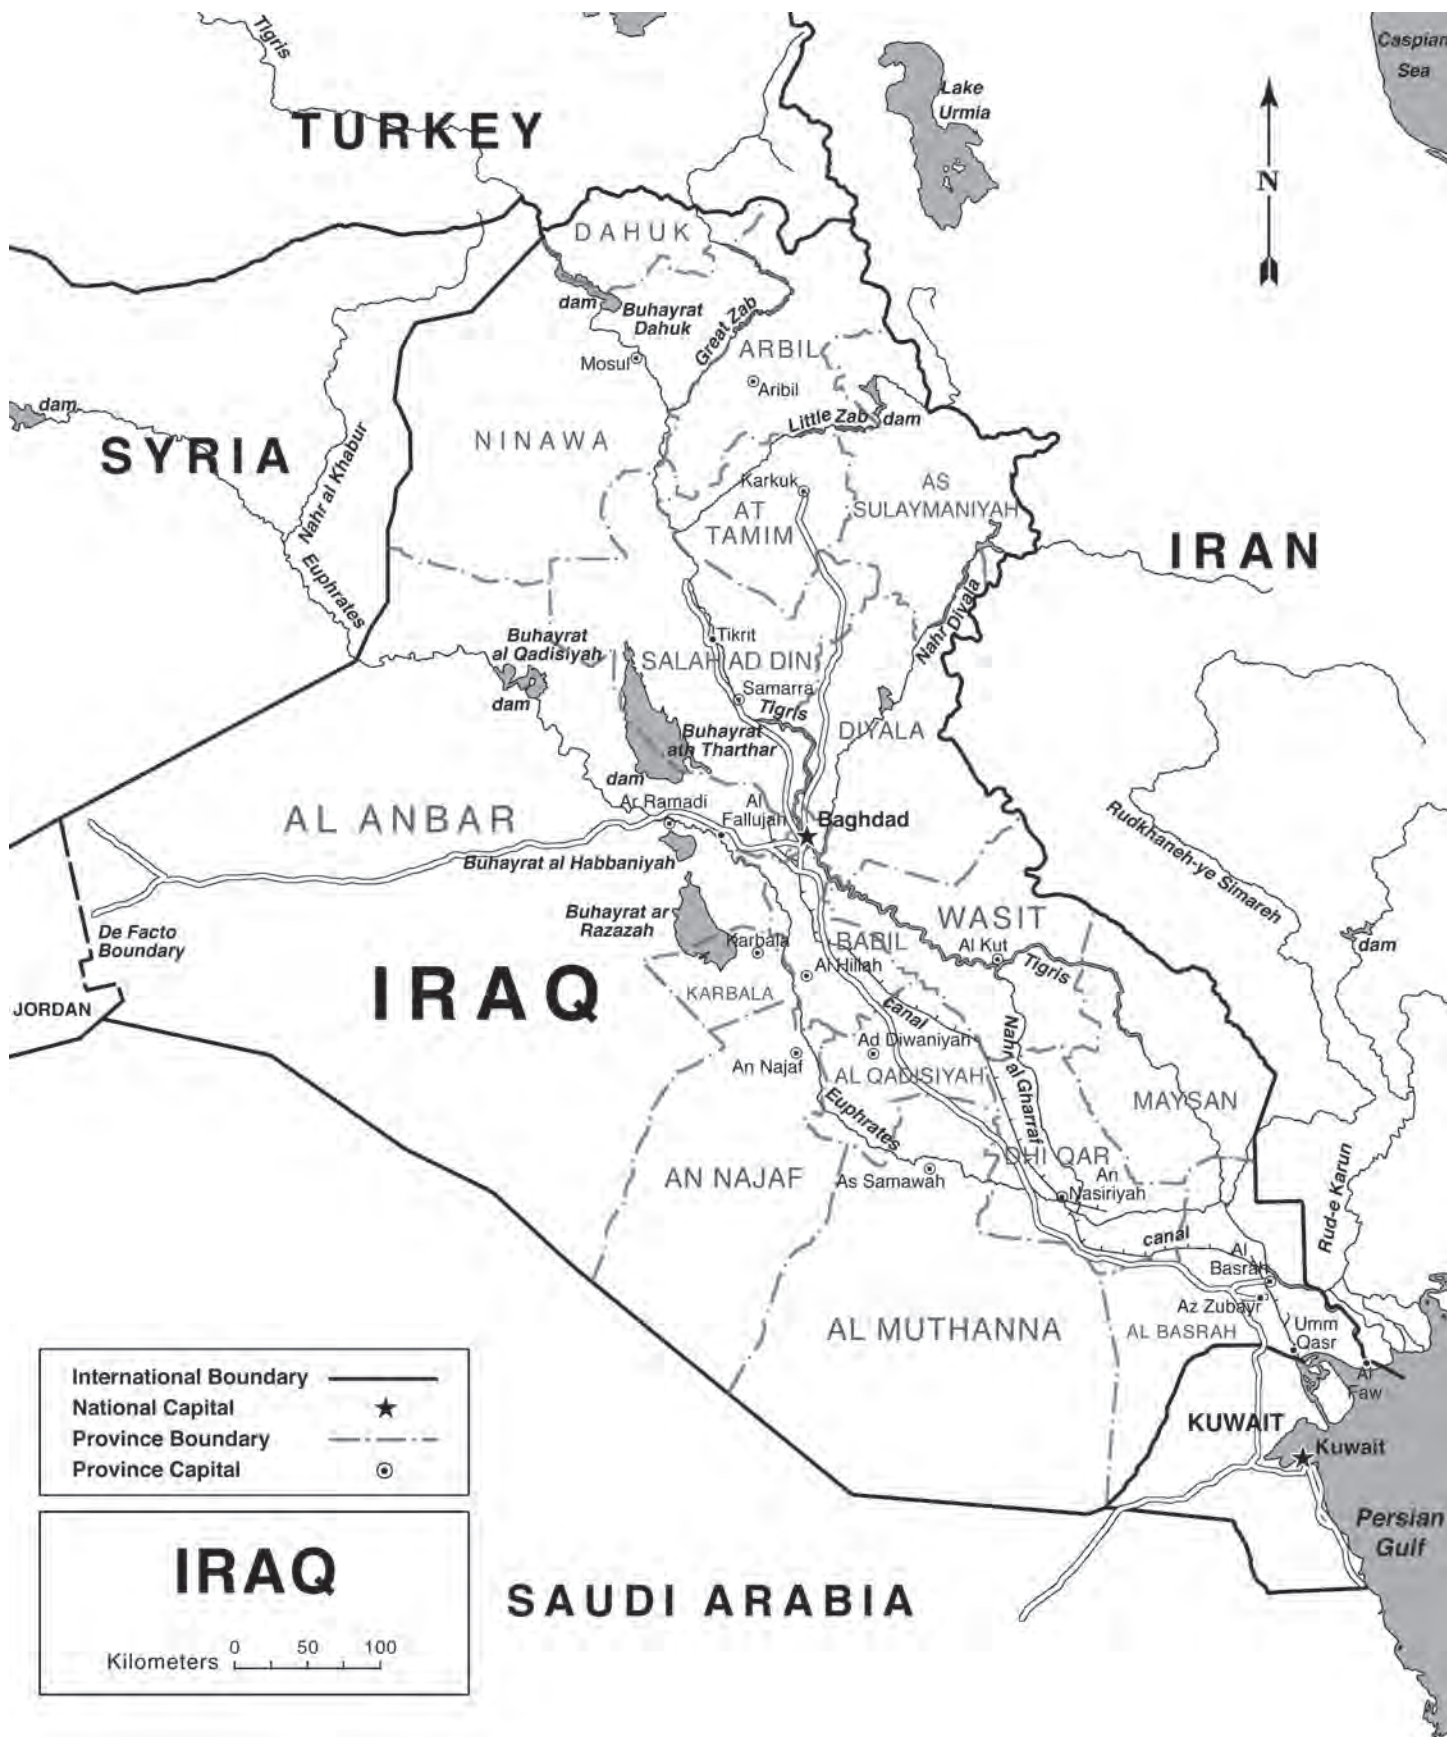 Tigris
Caspian
Sea
Lake
Urmia
TURKEY
N
DAHUK
dam
Buhayrat
Dahuk
Great Zab
Mosul
ARBIL
Aribil
dam
Little Zab
dam
SYRIA
NINAWA
Nahr al Khabur
Karkuk
AT
TAMIM
AS
SULAYMANIYAH
IRAN
Euphrates
Nahr Diyala
Buhayrat
al Qadisiyah
dam
Tikrit
SALAH AD DIN
Samarra
Tigris
Buhayrat
ath Tharthar
DIYALA
dam
Ar Ramadi
Al
Fallujah
Baghdad
AL ANBAR
Buhayrat al Habbaniyah
Rudkhaneh-ye Simareh
dam
De Facto
Boundary
Buhayrat ar
Razazah
WASIT
Karbala
BABIL
Al Kut
Tigris
Al Hillah
IRAQ
KARBALA
JORDAN
canal
Ad Diwaniyah
Nahr al Gharraf
An Najaf
AL QADISIYAH
MAYSAN
Euphrates
DHI QAR
AN NAJAF
As Samawah
An
Nasiriyah
Rud-e Karun
canal
Al
Basrah
Az Zubayr
AL MUTHANNA
AL BASRAH
Umm
Qasr
Al
Faw
KUWAIT
Kuwait
Persian
Gulf
International Boundary
National Capital
Province Boundary
Province Capital
IRAQ
Kilometers 0 50 100
SAUDI ARABIA